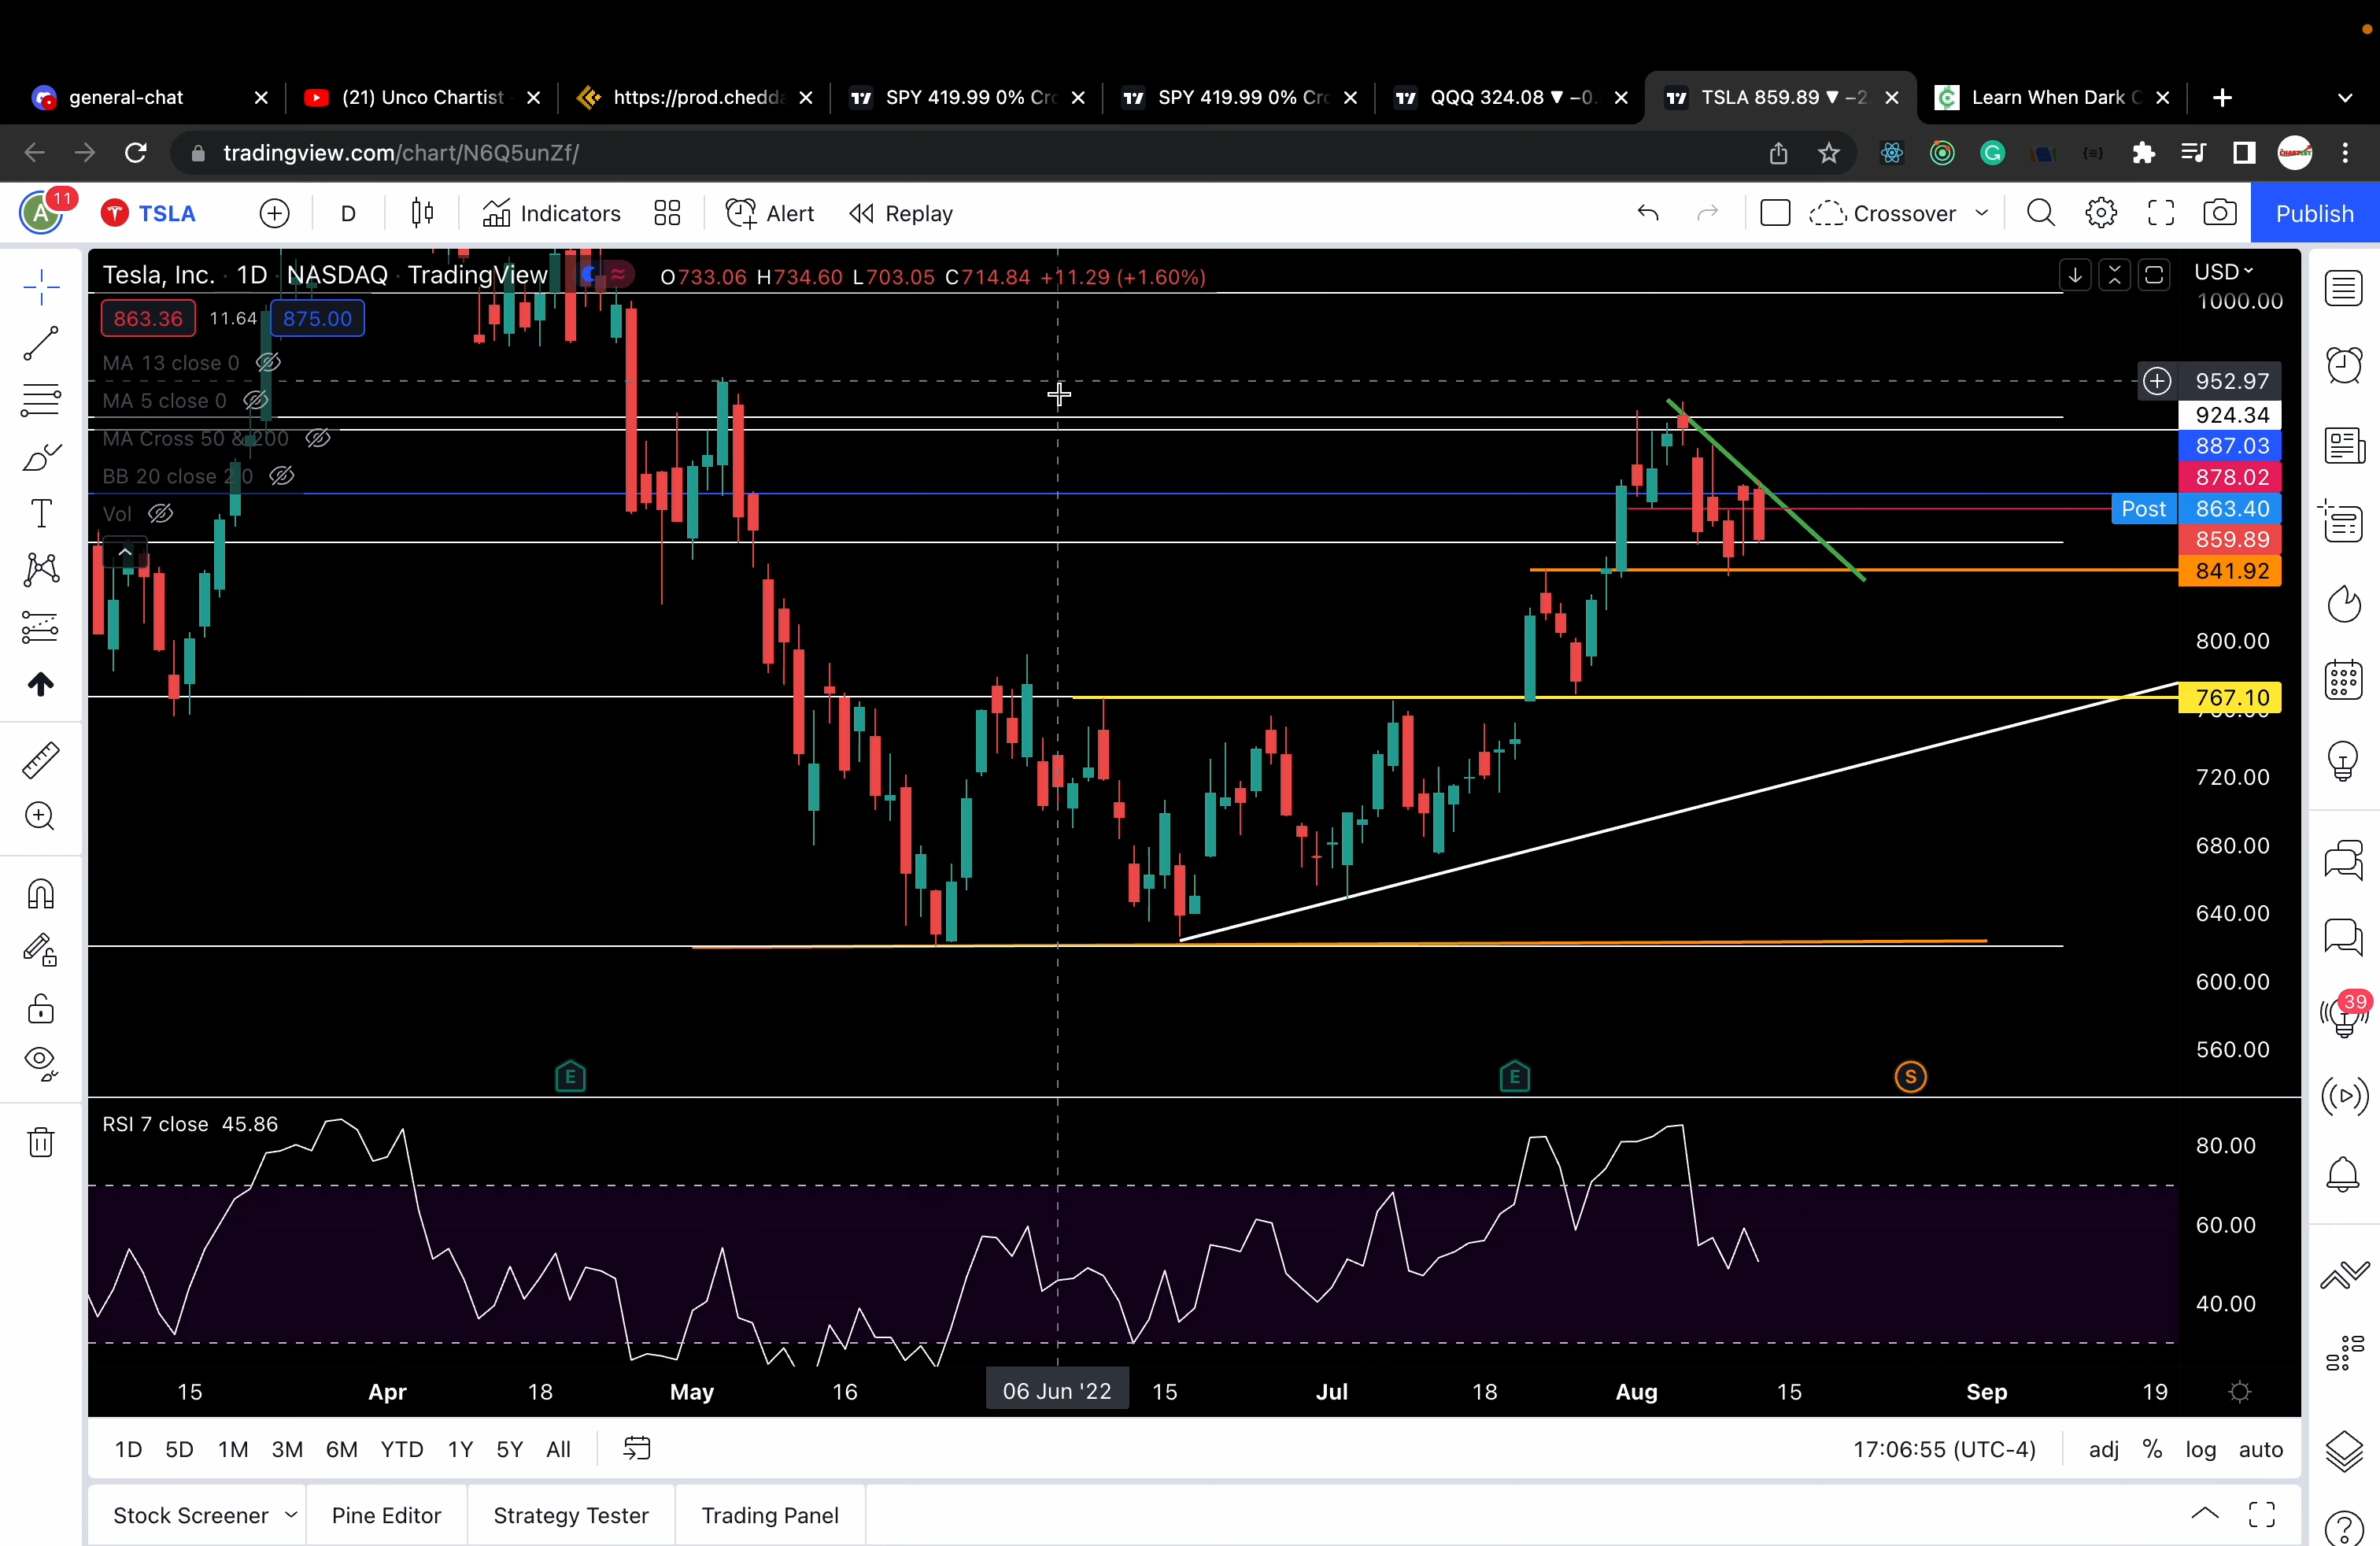 general-chat
(21) Unco Chartist
https://prod.chedda
SPY 419.99 0% Cro
SPY 419.99 0% Cro
QQQ 324.08 ▼ −0.
TSLA 859.89 ▼ −2
Learn When Dark C
tradingview.com/chart/N6Q5unZf/
A 11
TSLA
D
Indicators
Alert
Replay
Crossover
Publish
Tesla, Inc. · 1D · NASDAQ · TradingView
O733.06 H734.60 L703.05 C714.84 +11.29 (+1.60%)
863.36 11.64 875.00
MA 13 close 0
MA 5 close 0
MA Cross 50 & 200
BB 20 close 2 0
Vol
USD
1000.00
952.97
924.34
887.03
878.02
Post 863.40
859.89
841.92
800.00
767.10
720.00
680.00
640.00
600.00
560.00
E
E
S
39
RSI 7 close 45.86
80.00
60.00
40.00
15 Apr 18 May 16 06 Jun '22 15 Jul 18 Aug 15 Sep 19
1D 5D 1M 3M 6M YTD 1Y 5Y All
17:06:55 (UTC-4) adj % log auto
Stock Screener Pine Editor Strategy Tester Trading Panel